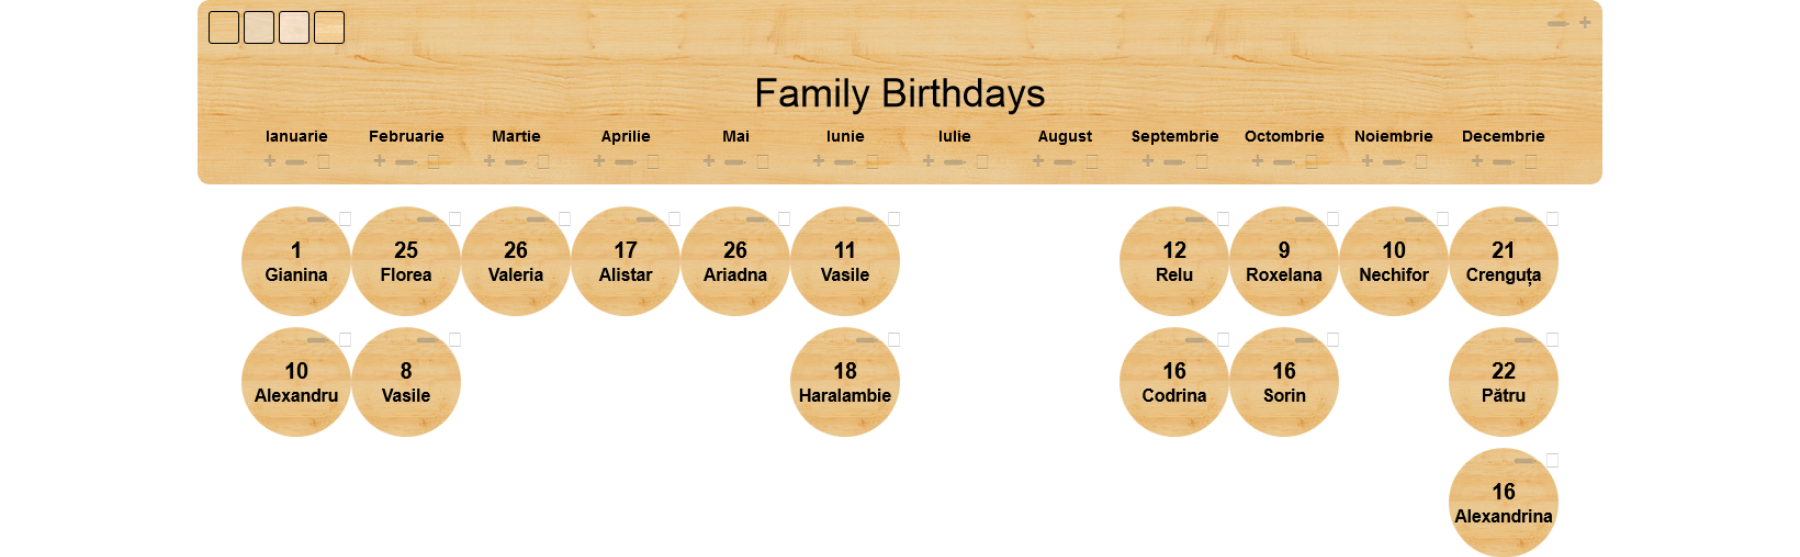 Family Birthdays
Ianuarie Februarie Martie Aprilie Mai Iunie Iulie August Septembrie Octombrie Noiembrie Decembrie
1 25 26 17 26 11 12 9 10 21
Gianina Florea Valeria Alistar Ariadna Vasile Relu Roxelana Nechifor Crenguța
10 8 18 16 16 22
Alexandru Vasile Haralambie Codrina Sorin Pătru
16
Alexandrina